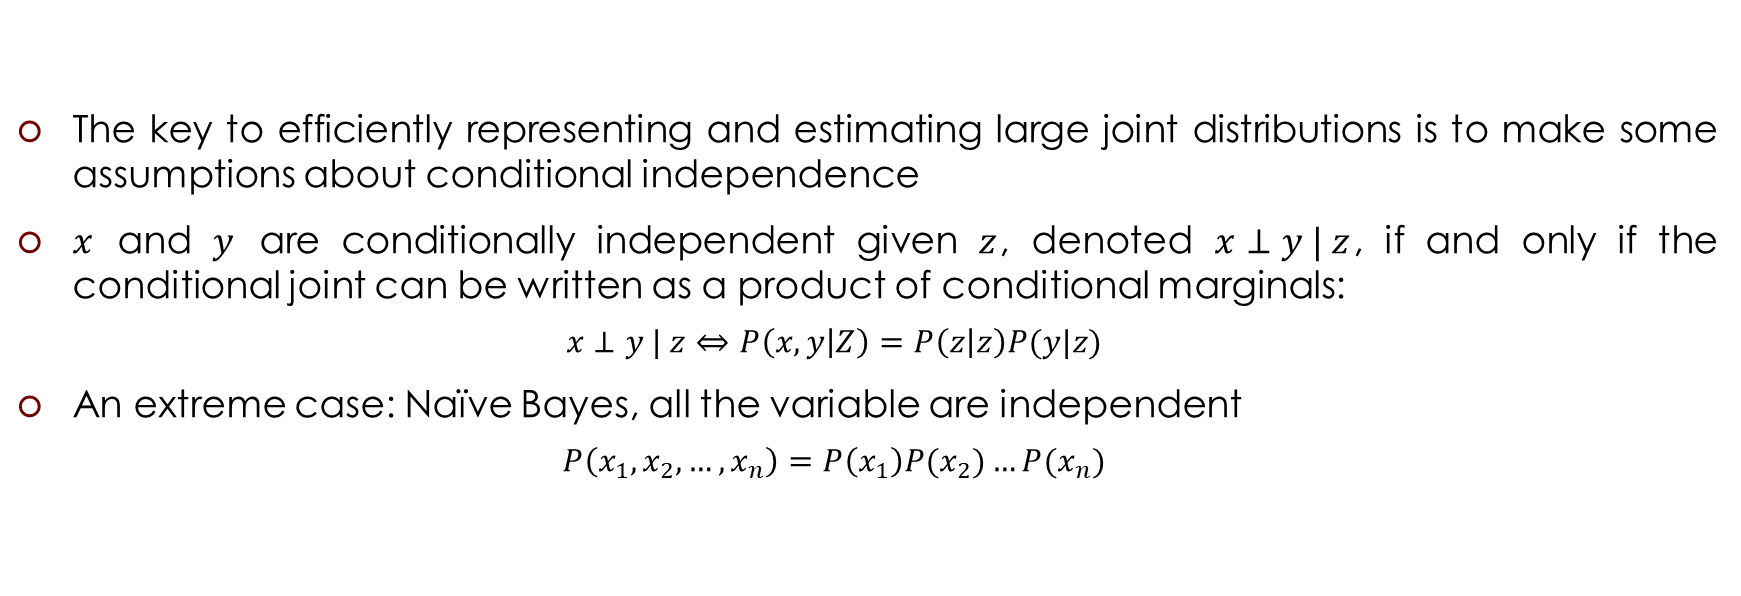 The key to efficiently representing and estimating large joint distributions is to make some
assumptions about conditional independence
x and y are conditionally independent given z, denoted x ⊥ y | z, if and only if the
conditional joint can be written as a product of conditional marginals:
x ⊥ y | z ⇔ P(x, y|Z) = P(z|z)P(y|z)
An extreme case: Naïve Bayes, all the variable are independent
P(x₁, x₂, … , xₙ) = P(x₁)P(x₂) … P(xₙ)